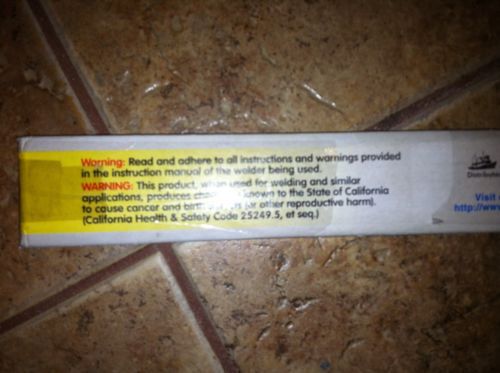 Warning: Read and adhere to all instructions and warnings provided
in the instruction manual of the welder being used.
WARNING: This product, when used for welding and similar
applications, produces known to the State of California
to cause cancer and birth (or other reproductive harm).
(California Health & Safety Code 25249.5, et seq.)
Visit
http://www